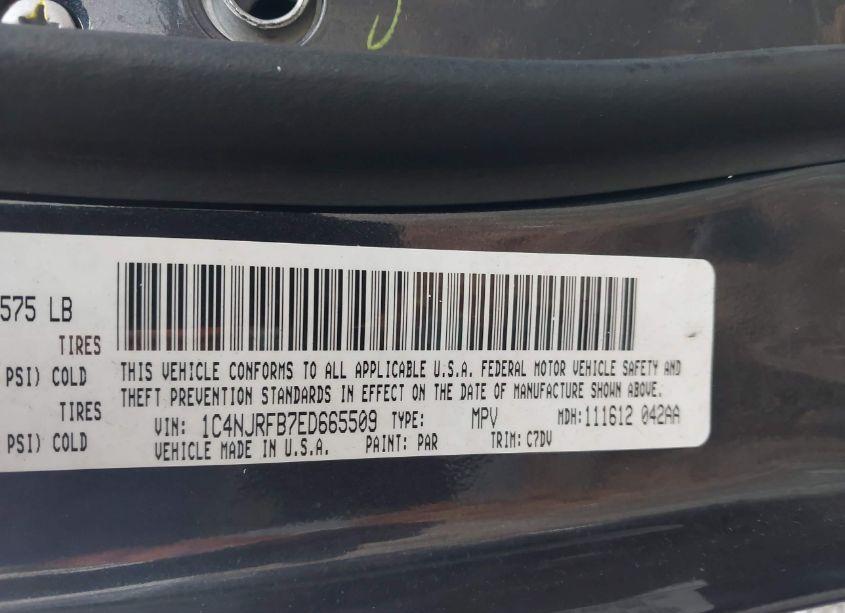 575 LB
TIRES
PSI) COLD
TIRES
PSI) COLD
THIS VEHICLE CONFORMS TO ALL APPLICABLE U.S.A. FEDERAL MOTOR VEHICLE SAFETY AND
THEFT PREVENTION STANDARDS IN EFFECT ON THE DATE OF MANUFACTURE SHOWN ABOVE.
VIN: 1C4NJRFB7ED665509 TYPE: MPV MDH:111612 042AA
VEHICLE MADE IN U.S.A. PAINT: PAR TRIM: C7DV